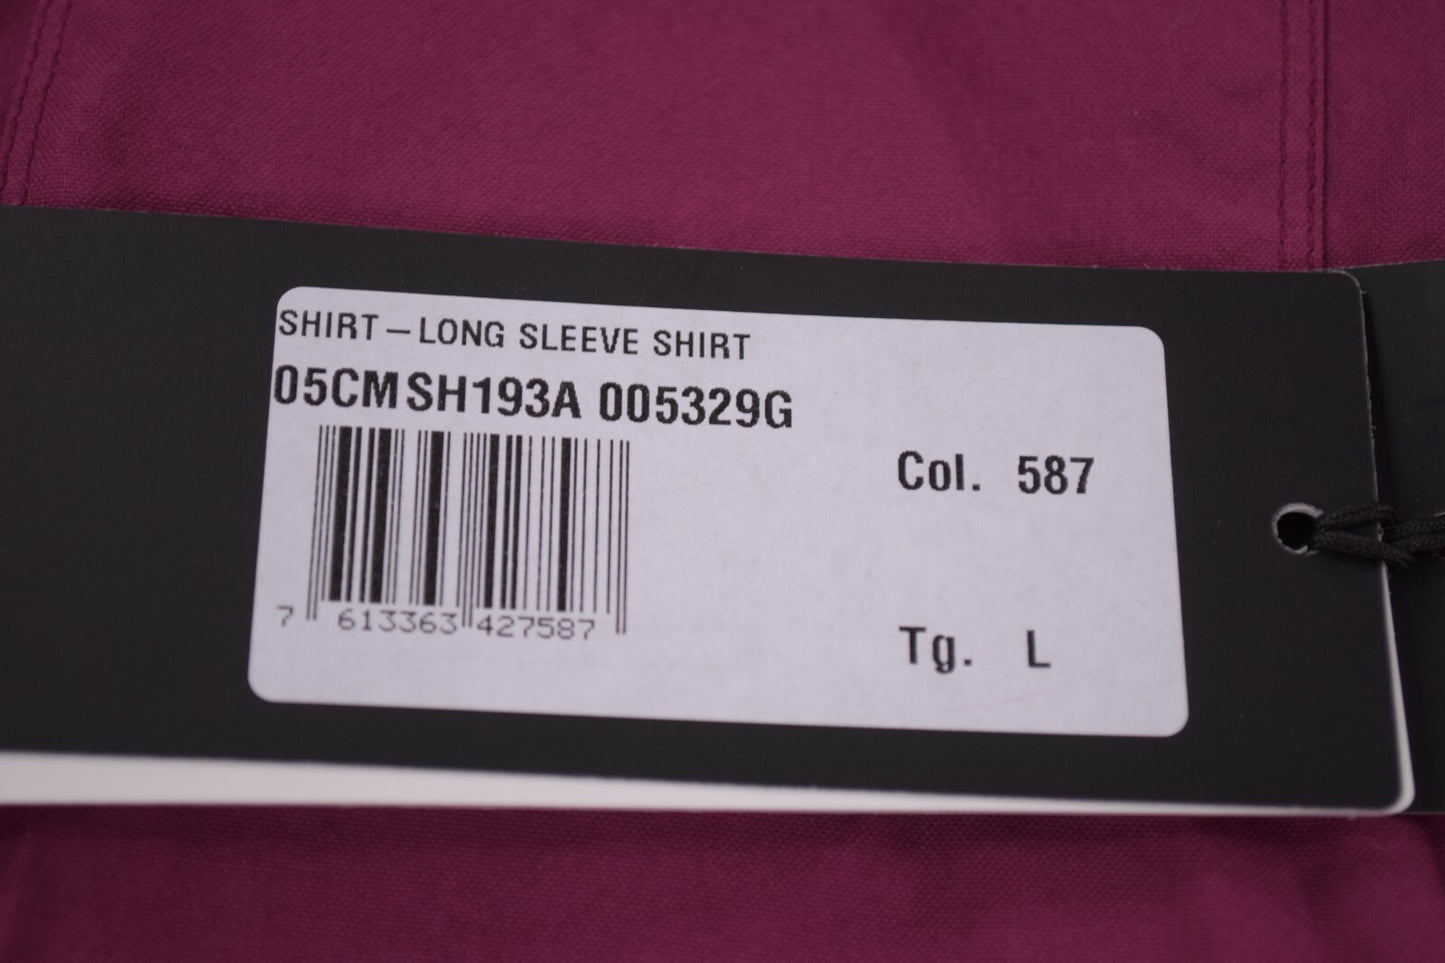 SHIRT – LONG SLEEVE SHIRT
05CMSH193A 005329G
Col. 587
7 613363 427587
Tg. L